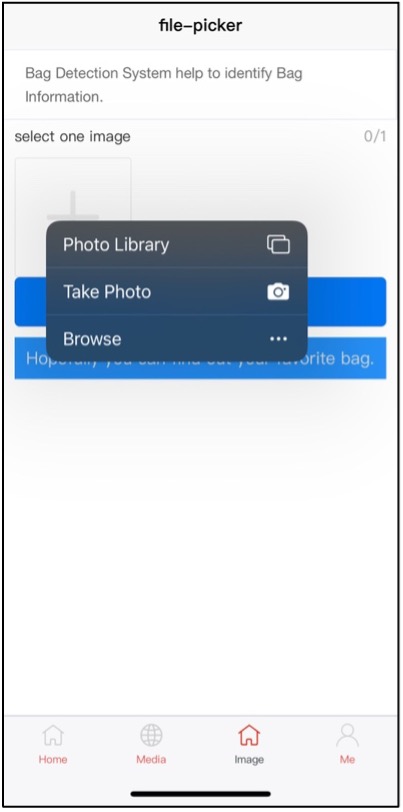 file-picker
Bag Detection System help to identify Bag
Information.
select one image 0/1
Photo Library
Take Photo
Browse
Hopefully you can find out your favorite bag.
Home Media Image Me